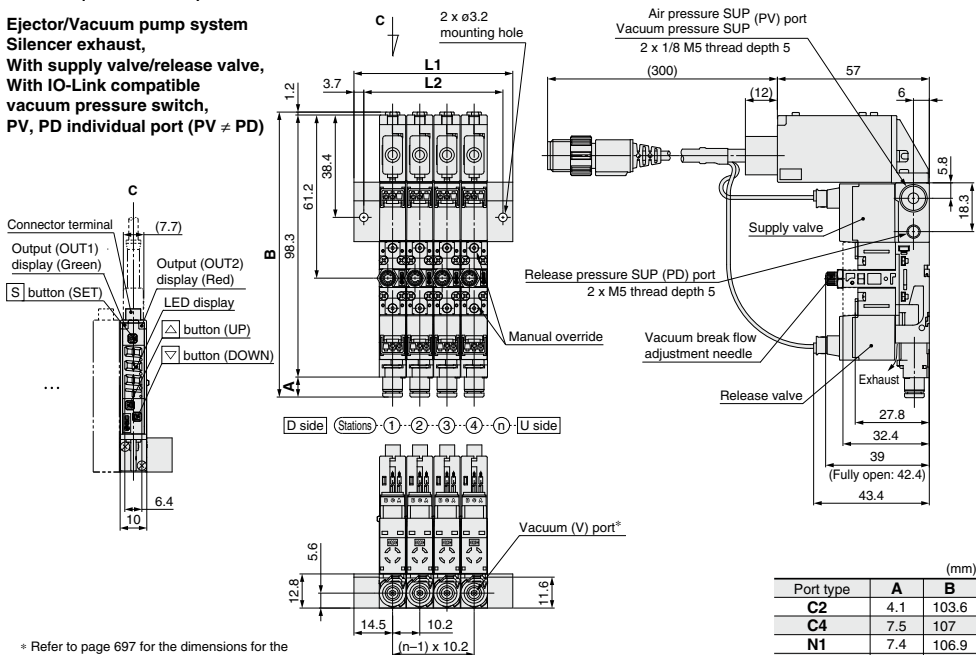 Ejector/Vacuum pump system
Silencer exhaust,
With supply valve/release valve,
With IO-Link compatible
vacuum pressure switch,
PV, PD individual port (PV ≠ PD)
C
2 x ø3.2
mounting hole
L1
L2
3.7
1.2
38.4
61.2
98.3
B
A
Manual override
D side (Stations) 1 2 3 4 n U side
Air pressure SUP
Vacuum pressure SUP (PV) port
2 x 1/8 M5 thread depth 5
(300)
57
(12)
6
5.8
18.3
Supply valve
Release pressure SUP (PD) port
2 x M5 thread depth 5
Vacuum break flow
adjustment needle
Exhaust
Release valve
27.8
32.4
39
(Fully open: 42.4)
43.4
C
Connector terminal
(7.7)
Output (OUT1)
display (Green)
Output (OUT2)
display (Red)
S button (SET)
LED display
△ button (UP)
▽ button (DOWN)
...
6.4
10
Vacuum (V) port*
5.6
12.8
11.6
14.5
10.2
(n–1) x 10.2
(mm)
Port type A B
C2 4.1 103.6
C4 7.5 107
N1 7.4 106.9
* Refer to page 697 for the dimensions for the